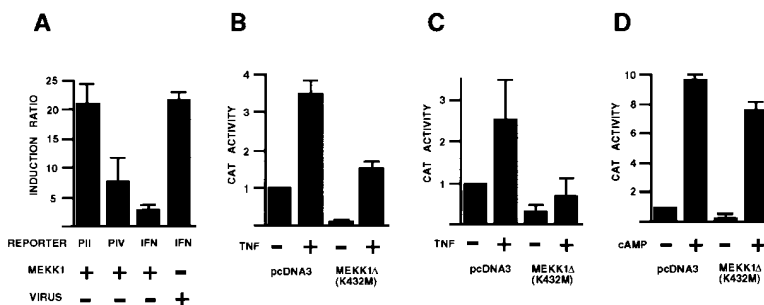 A
INDUCTION RATIO
25
20
15
10
5
REPORTER PII PIV IFN IFN
MEKK1 + + + −
VIRUS − − − +
B
CAT ACTIVITY
4
3
2
1
TNF − + − +
pcDNA3 MEKK1Δ
(K432M)
C
CAT ACTIVITY
3
2
1
TNF − + − +
pcDNA3 MEKK1Δ
(K432M)
D
CAT ACTIVITY
10
8
6
4
2
cAMP − + − +
pcDNA3 MEKK1Δ
(K432M)